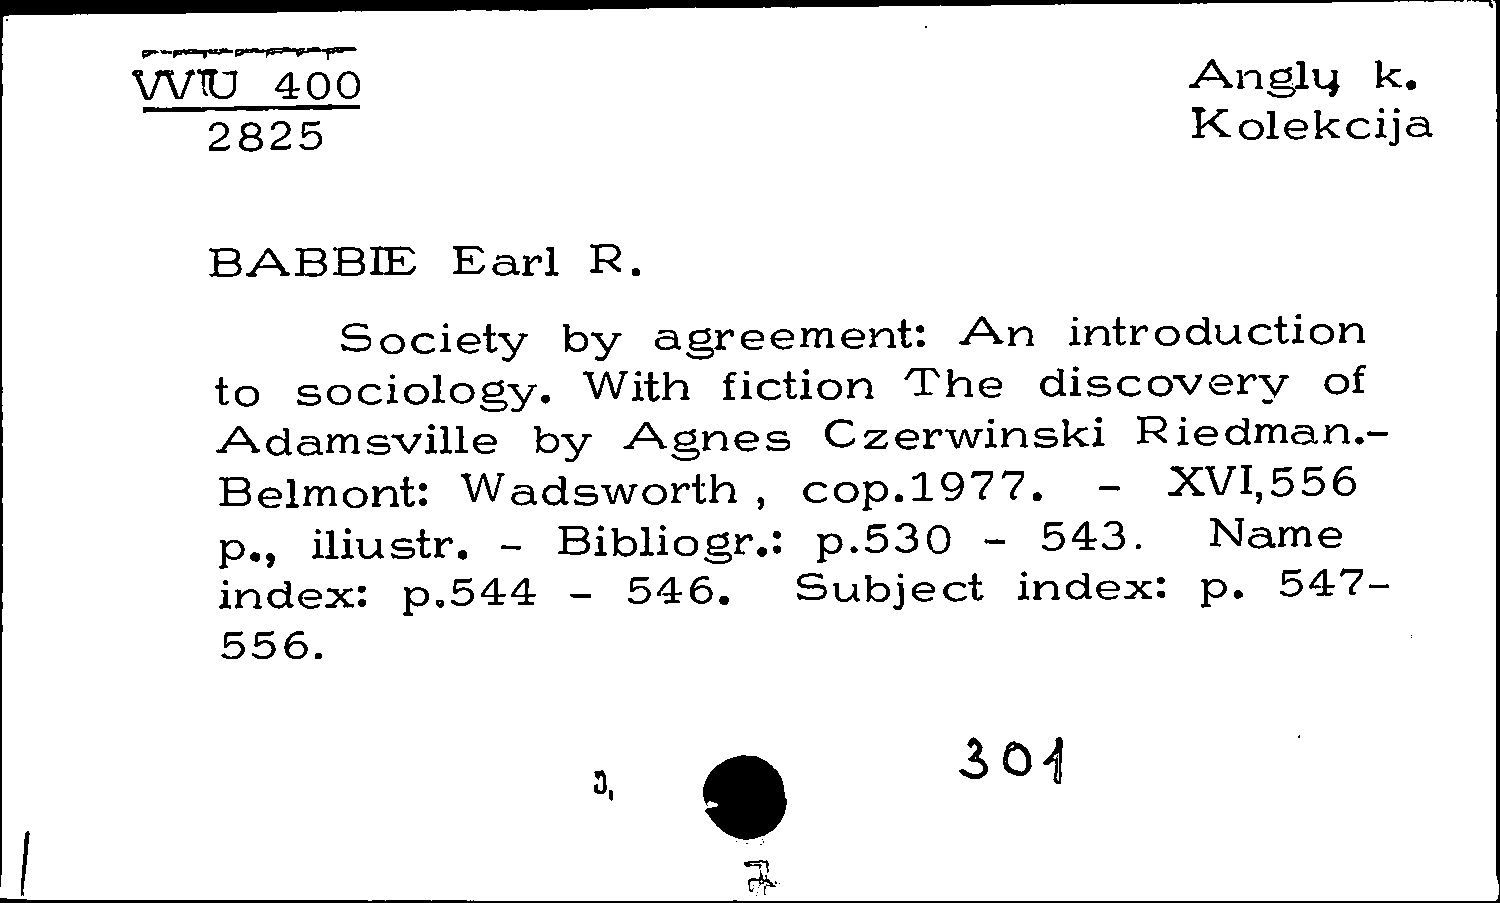 VVTU 400
2825
Anglų k.
Kolekcija
BABBIE Earl R.
Society by agreement: An introduction
to sociology. With fiction The discovery of
Adamsville by Agnes Czerwinski Riedman.-
Belmont: Wadsworth, cop.1977. - XVI,556
p., iliustr. - Bibliogr.: p.530 - 543. Name
index: p.544 - 546. Subject index: p. 547-
556.
301